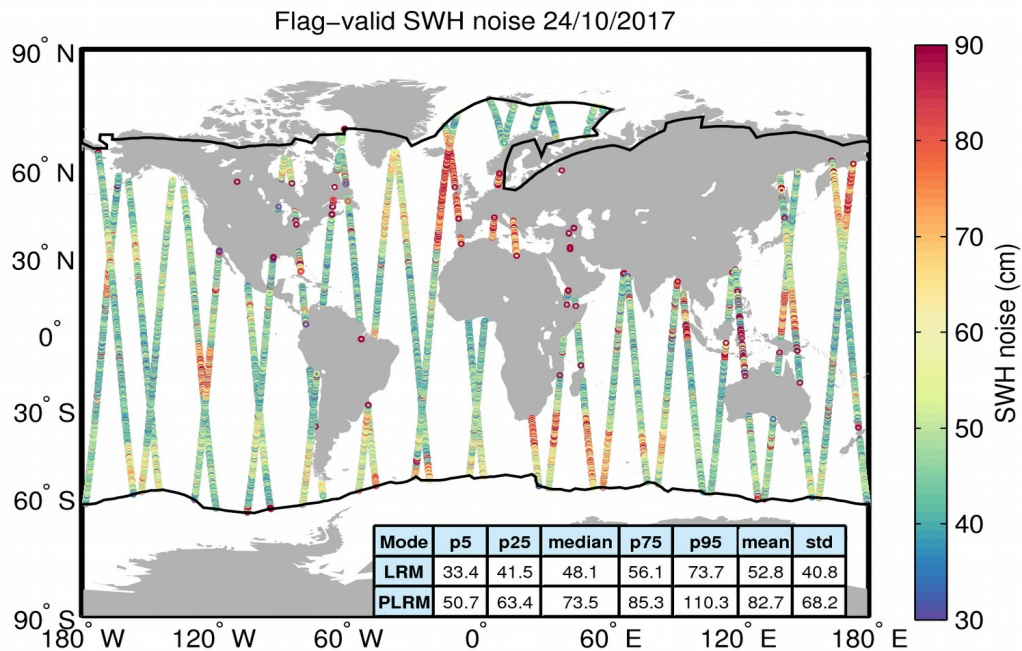 Flag−valid SWH noise 24/10/2017
90° N
60° N
30° N
0°
30° S
60° S
90° S
180° W
120° W
60° W
0°
60° E
120° E
180° E
90
80
70
60
50
40
30
SWH noise (cm)
Mode p5 p25 median p75 p95 mean std
LRM 33.4 41.5 48.1 56.1 73.7 52.8 40.8
PLRM 50.7 63.4 73.5 85.3 110.3 82.7 68.2